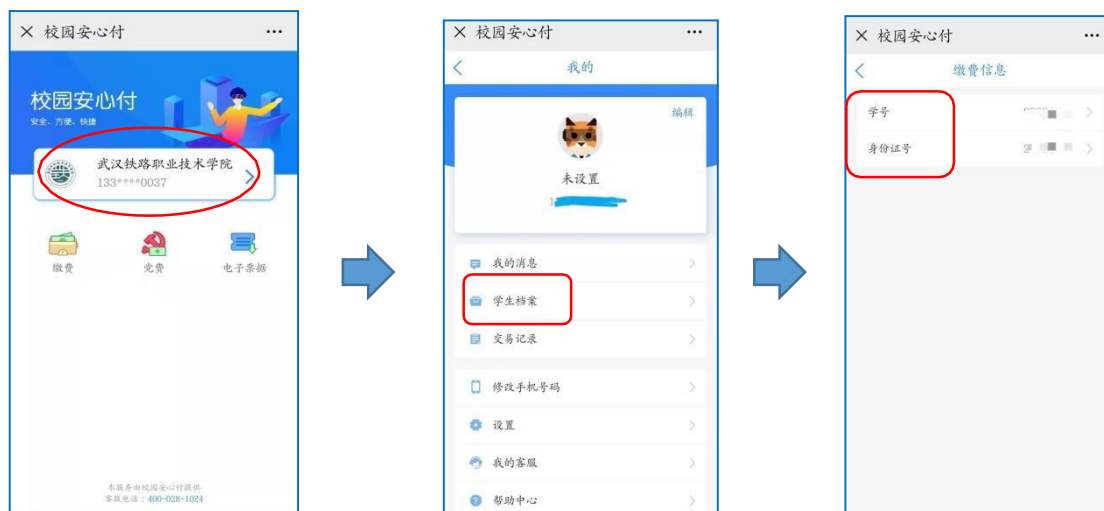 校园安心付
校园安心付
安全、方便、快捷
武汉铁路职业技术学院
133****0037
缴费
党费
电子票据
本服务由校园安心付提供
客服电话：400-028-1024
校园安心付
我的
编辑
未设置
我的消息
学生档案
交易记录
修改手机号码
设置
我的客服
帮助中心
校园安心付
缴费信息
学号
身份证号